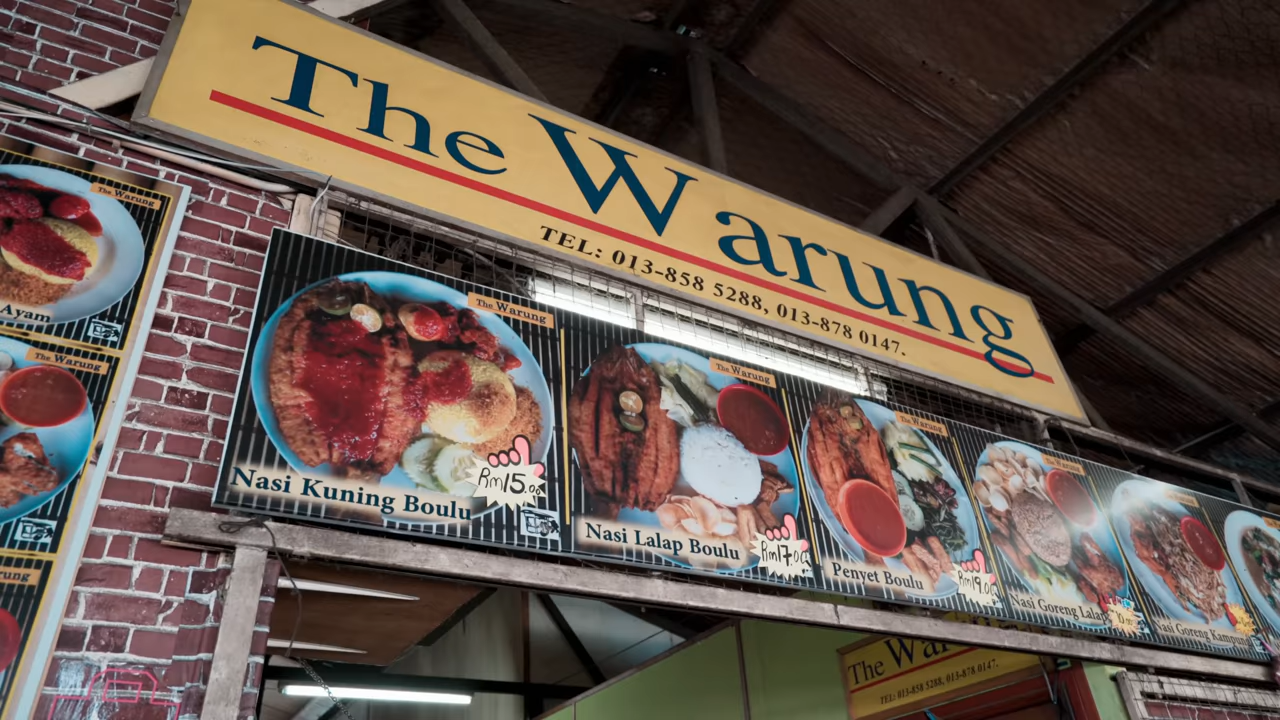 The Warung
TEL: 013-858 5288, 013-878 0147.
The Warung
Ayam
The Warung
The Warung
Nasi Kuning Boulu
Rm15.00
The Warung
Nasi Lalap Boulu
Rm17.00
The Warung
Penyet Boulu
Rm19.00
Nasi Goreng Lalap
Nasi Goreng Kampung
The Warung
TEL: 013-858 5288, 013-878 0147.